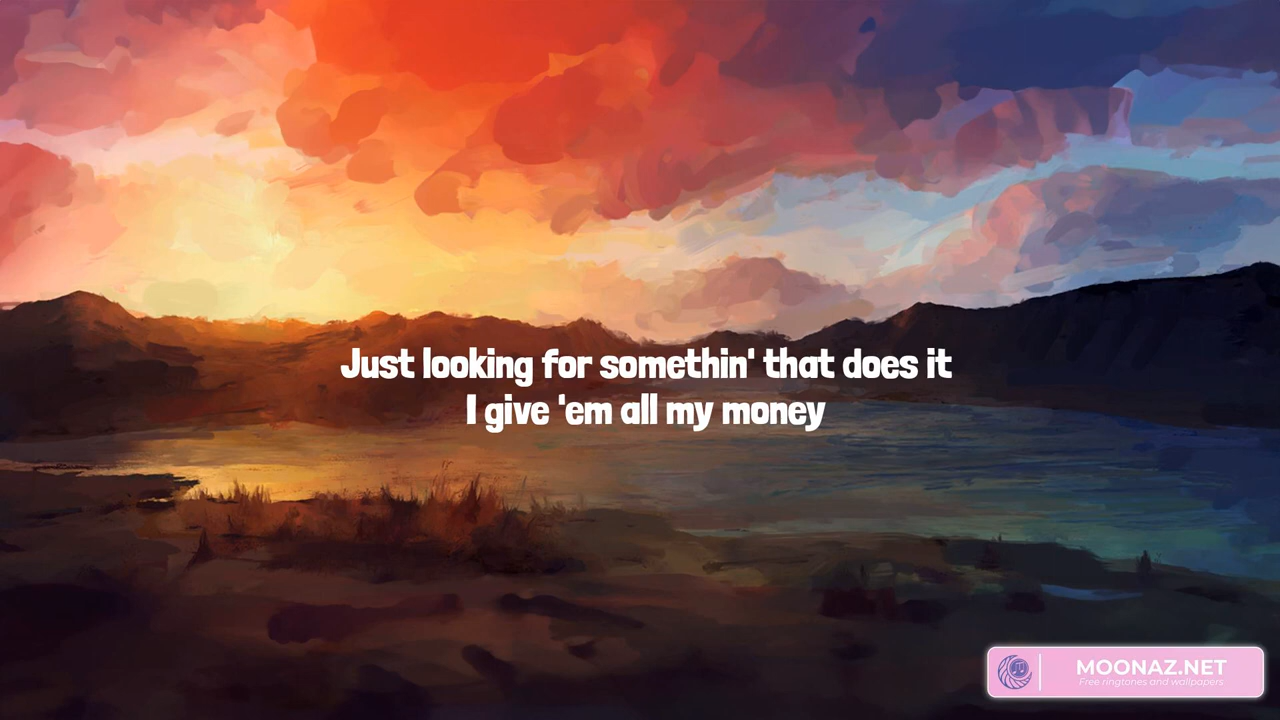 Just looking for somethin' that does it
I give 'em all my money
MOONAZ.NET
Free ringtones and wallpapers